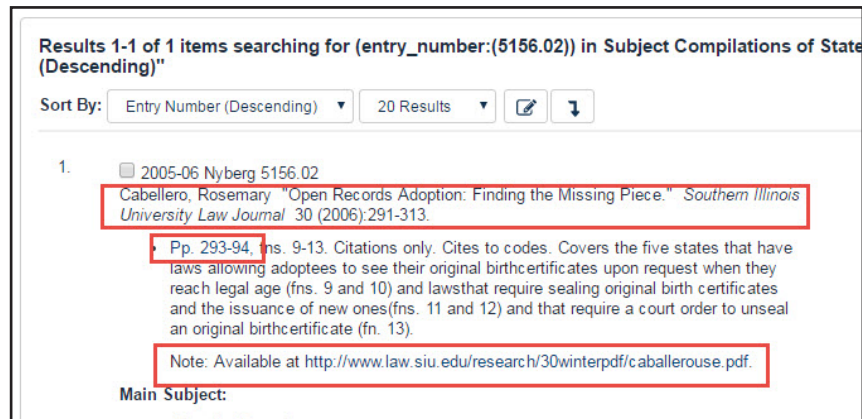 Results 1-1 of 1 items searching for (entry_number:(5156.02)) in Subject Compilations of State
(Descending)"
Sort By: Entry Number (Descending) 20 Results
1. 2005-06 Nyberg 5156.02
Cabellero, Rosemary "Open Records Adoption: Finding the Missing Piece." Southern Illinois
University Law Journal 30 (2006):291-313.
• Pp. 293-94, fns. 9-13. Citations only. Cites to codes. Covers the five states that have
laws allowing adoptees to see their original birthcertificates upon request when they
reach legal age (fns. 9 and 10) and lawsthat require sealing original birth certificates
and the issuance of new ones(fns. 11 and 12) and that require a court order to unseal
an original birthcertificate (fn. 13).
Note: Available at http://www.law.siu.edu/research/30winterpdf/caballerouse.pdf.
Main Subject: